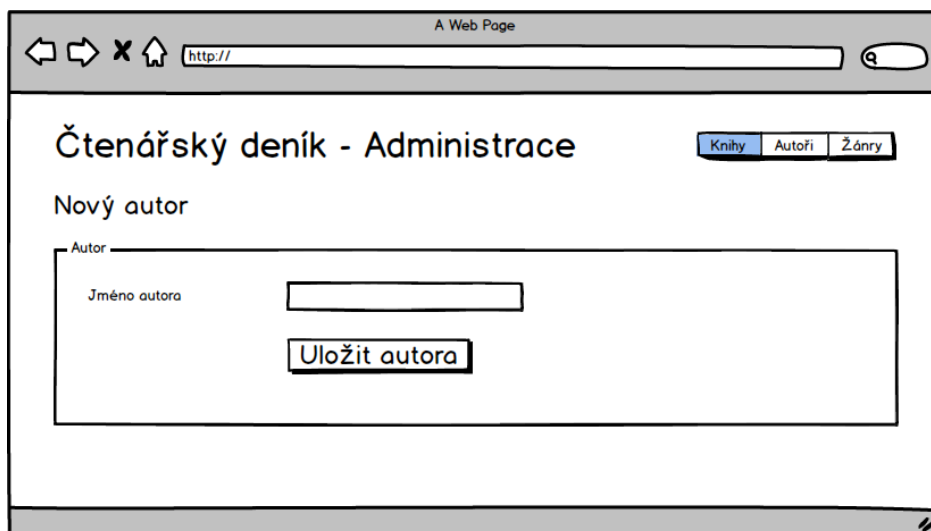 A Web Page
http://
Čtenářský deník - Administrace
Knihy Autoři Žánry
Nový autor
Autor
Jméno autora
Uložit autora